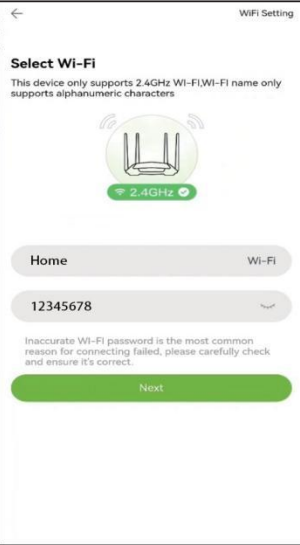 WiFi Setting
Select Wi-Fi
This device only supports 2.4GHz WI-FI,WI-FI name only
supports alphanumeric characters
2.4GHz
Home Wi-Fi
12345678
Inaccurate WI-FI password is the most common
reason for connecting failed, please carefully check
and ensure it's correct.
Next